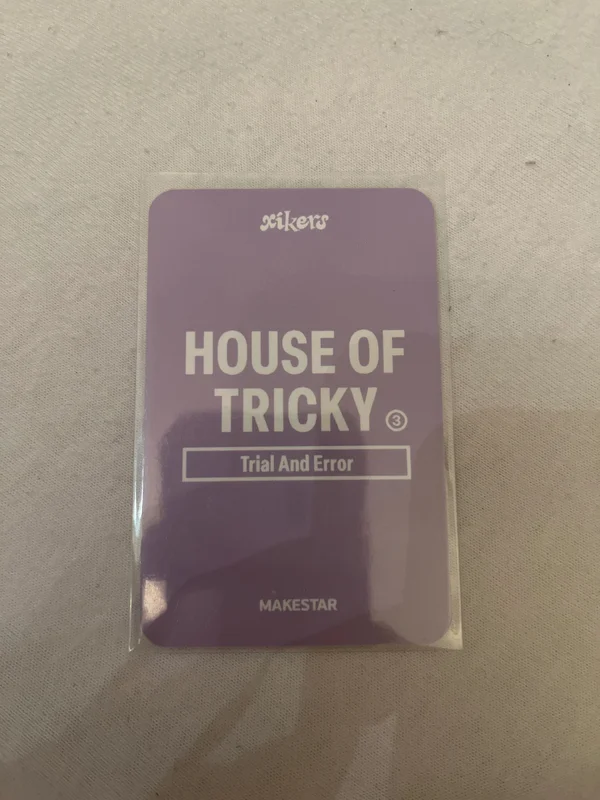 xikers
HOUSE OF
TRICKY ③
Trial And Error
MAKESTAR